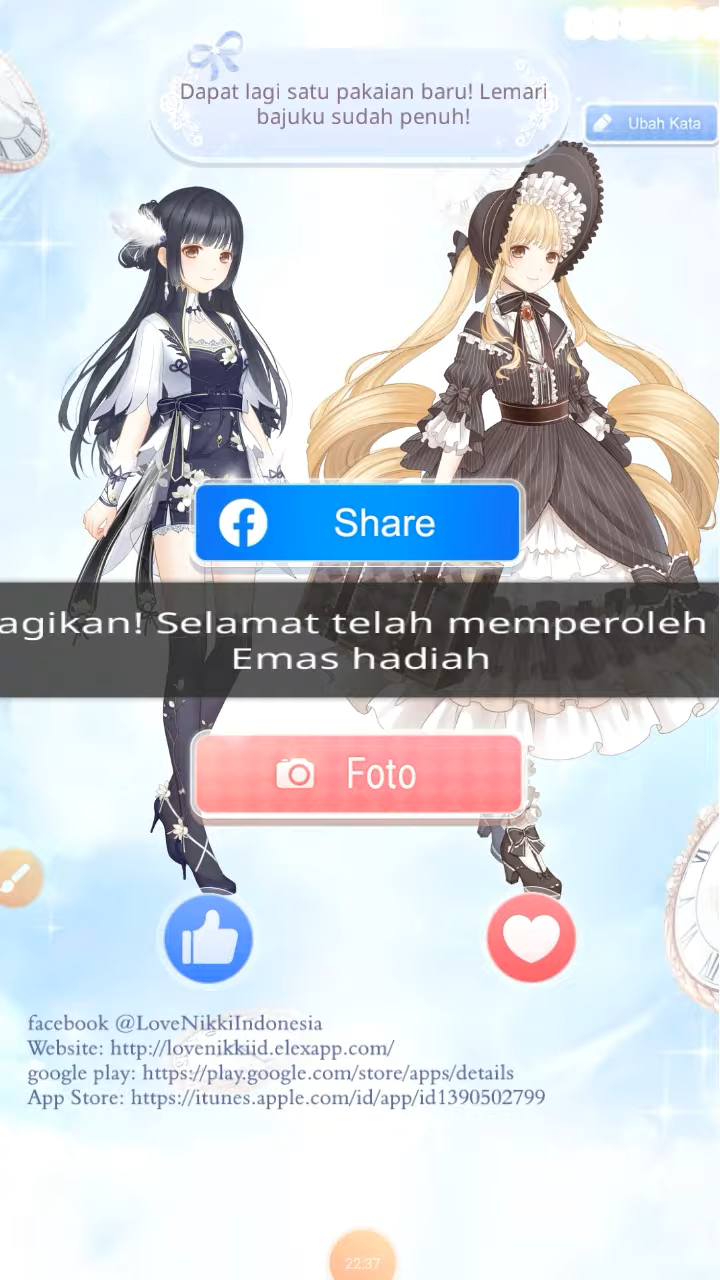 Dapat lagi satu pakaian baru! Lemari
bajuku sudah penuh!
Ubah Kata
Share
agikan! Selamat telah memperoleh
Emas hadiah
Foto
VI
facebook @LoveNikkiIndonesia
Website: http://lovenikkiid.elexapp.com/
google play: https://play.google.com/store/apps/details
App Store: https://itunes.apple.com/id/app/id1390502799
22:37